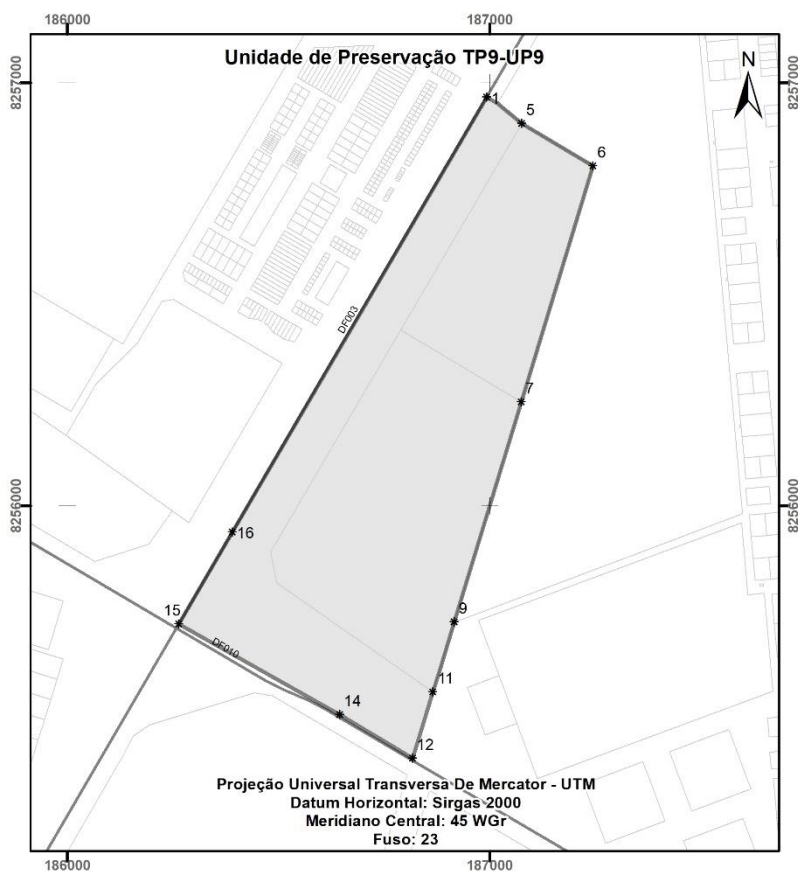 186000
187000
Unidade de Preservação TP9-UP9
N
8257000
8257000
1
5
6
DF003
7
8256000
8256000
16
15
9
DF010
11
14
12
Projeção Universal Transversa De Mercator - UTM
Datum Horizontal: Sirgas 2000
Meridiano Central: 45 WGr
Fuso: 23
186000
187000